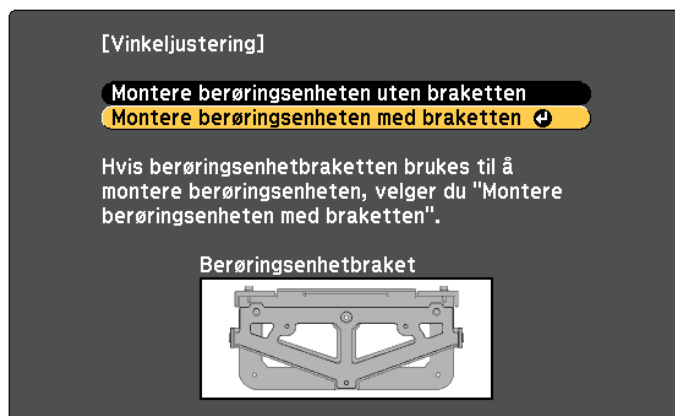 [Vinkeljustering]
Montere berøringsenheten uten braketten
Montere berøringsenheten med braketten
Hvis berøringsenhetbraketten brukes til å
montere berøringsenheten, velger du "Montere
berøringsenheten med braketten".
Berøringsenhetbraket